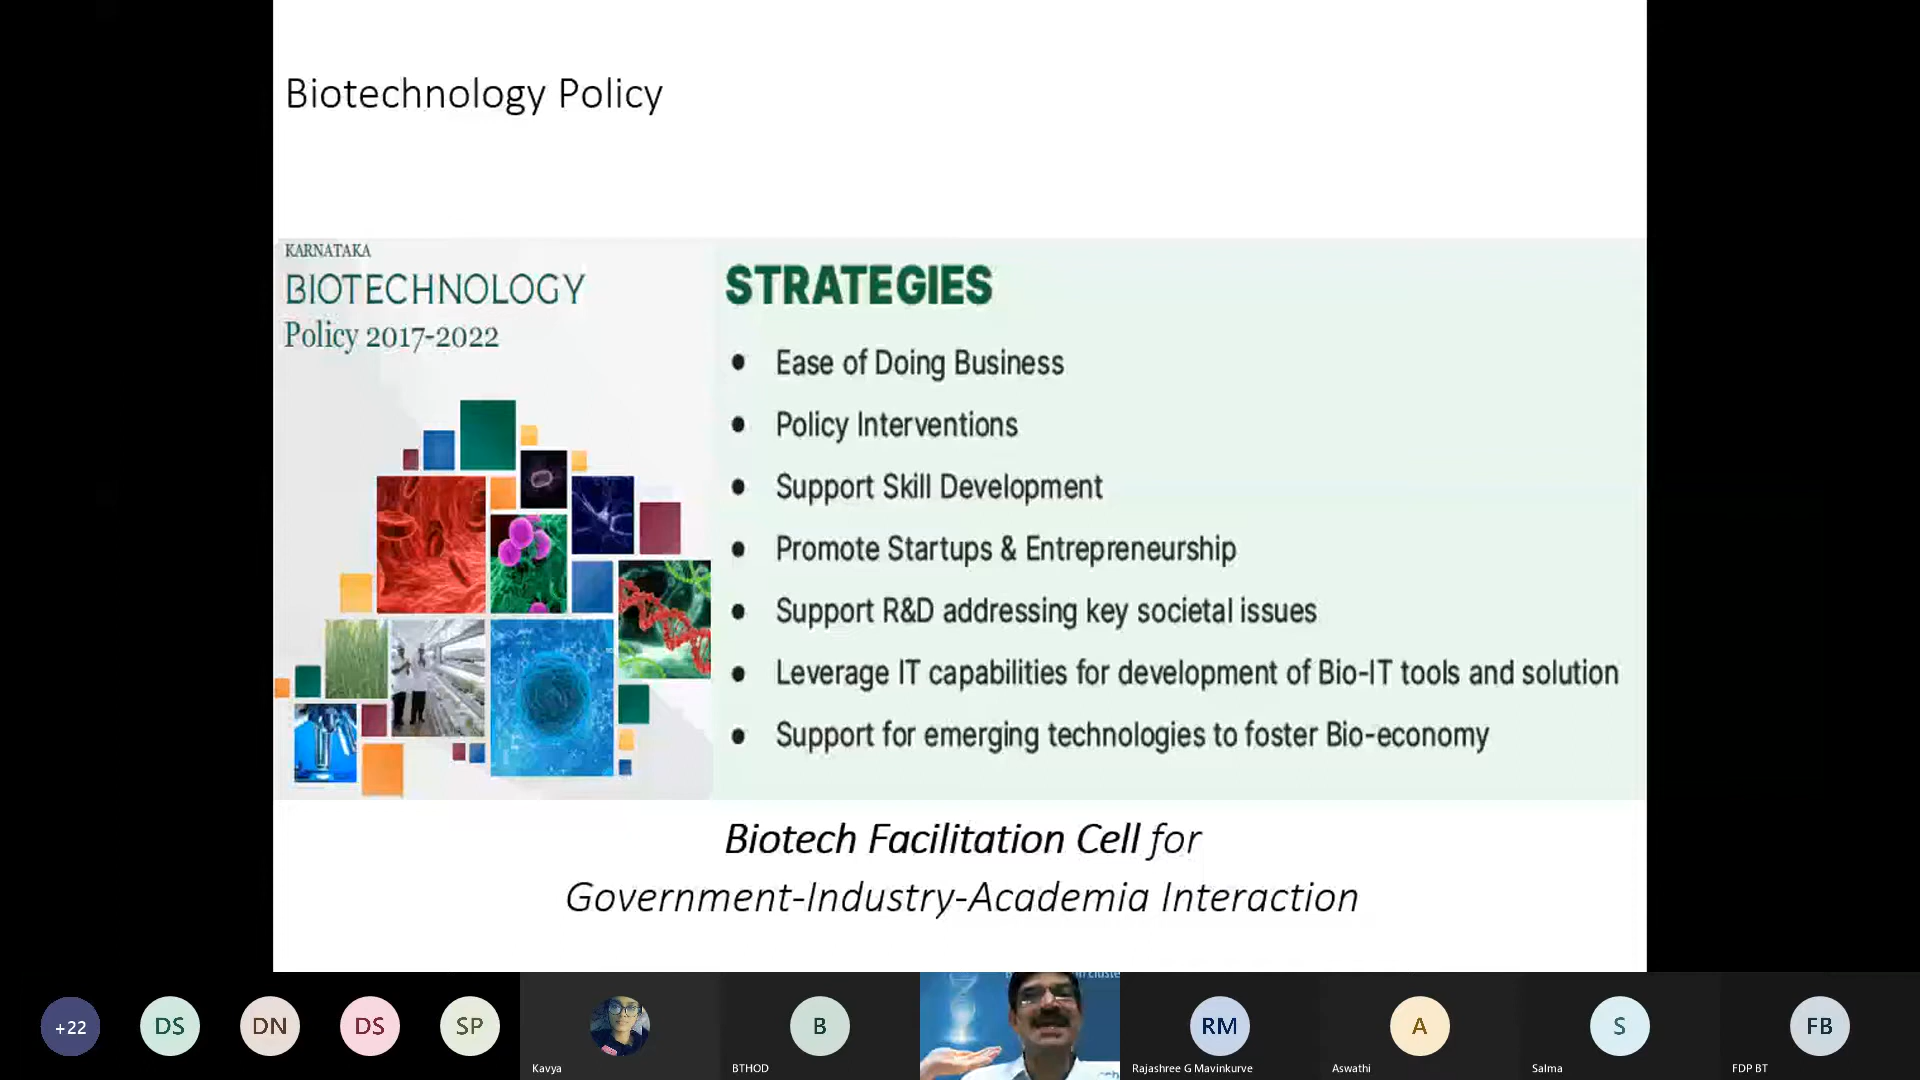 Biotechnology Policy
KARNATAKA
BIOTECHNOLOGY
Policy 2017-2022
STRATEGIES
• Ease of Doing Business
• Policy Interventions
• Support Skill Development
• Promote Startups & Entrepreneurship
• Support R&D addressing key societal issues
• Leverage IT capabilities for development of Bio-IT tools and solution
• Support for emerging technologies to foster Bio-economy
Biotech Facilitation Cell for
Government-Industry-Academia Interaction
+22
DS
DN
DS
SP
Kavya
B
BTHOD
RM
Rajashree G Mavinkurve
A
Aswathi
S
Salma
FB
FDP BT